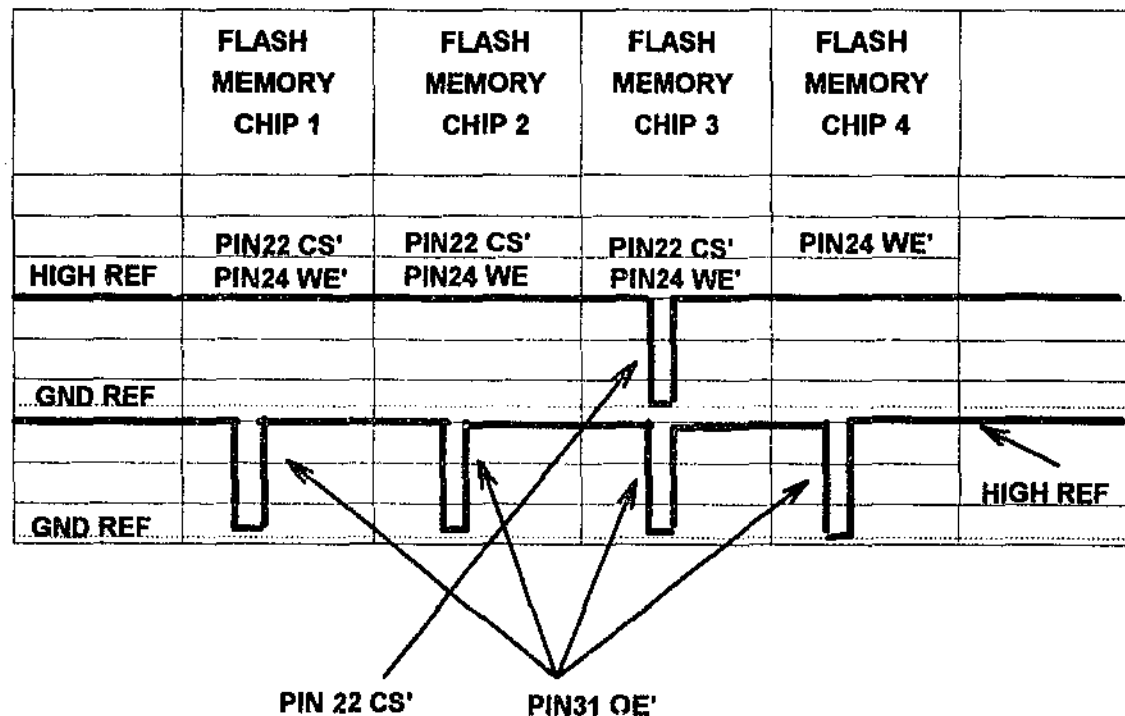 FLASH MEMORY CHIP 1
FLASH MEMORY CHIP 2
FLASH MEMORY CHIP 3
FLASH MEMORY CHIP 4
PIN22 CS'
PIN24 WE'
PIN22 CS'
PIN24 WE
PIN22 CS'
PIN24 WE'
PIN24 WE'
HIGH REF
GND REF
HIGH REF
GND REF
PIN 22 CS'
PIN31 OE'